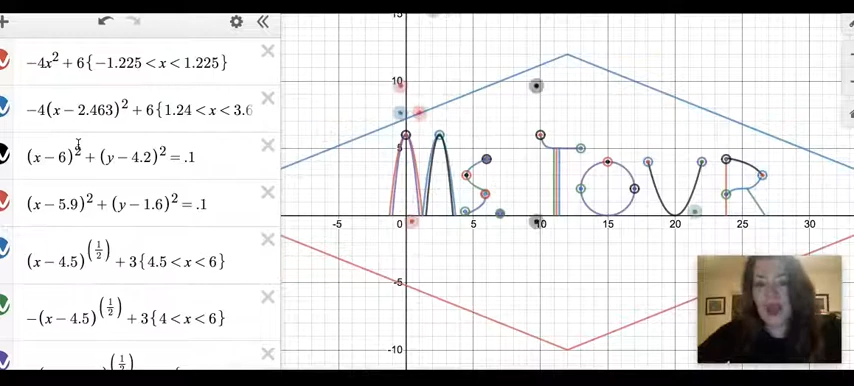 −4x² + 6{−1.225 < x < 1.225}
−4(x − 2.463)² + 6{1.24 < x < 3.6
(x − 6)² + (y − 4.2)² = .1
(x − 5.9)² + (y − 1.6)² = .1
(x − 4.5)^(1/2) + 3{4.5 < x < 6}
−(x − 4.5)^(1/2) + 3{4 < x < 6}
15
10
5
-5 0 5 10 15 20 25 30
-5
-10